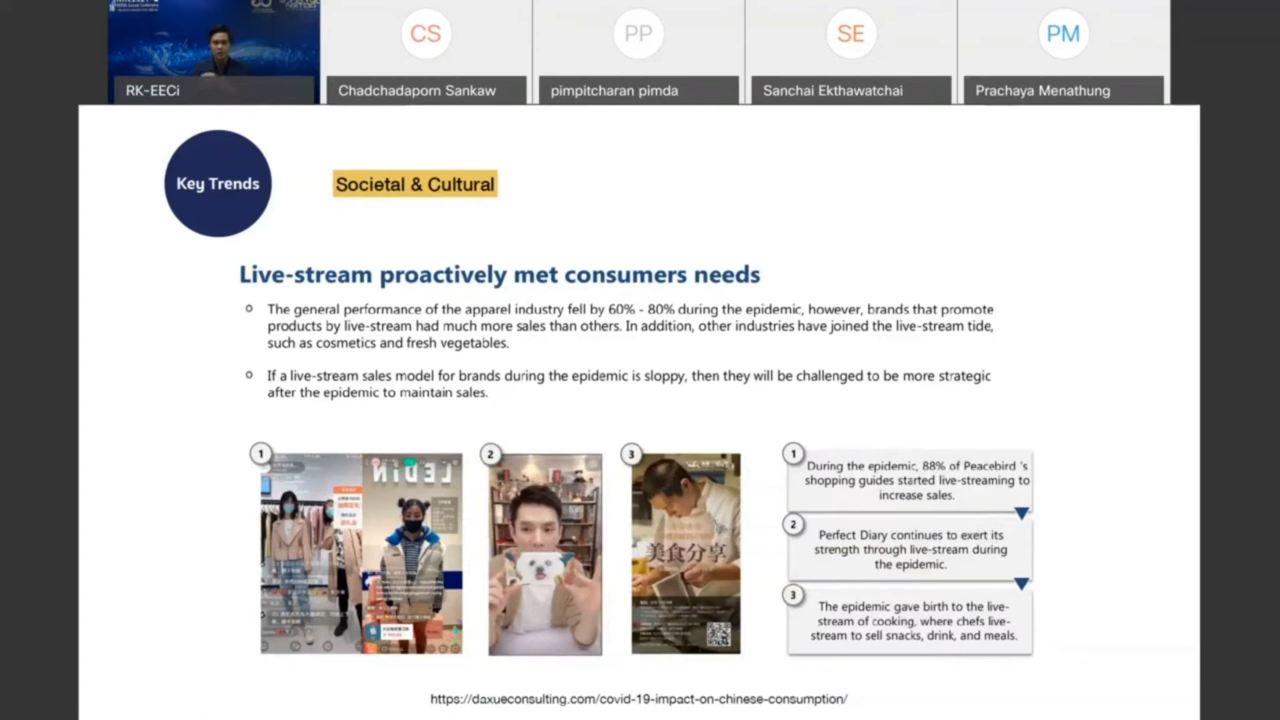 RK-EECi
CS
Chadchadaporn Sankaw
PP
pimpitcharan pimda
SE
Sanchai Ekthawatchai
PM
Prachaya Menathung
Key Trends
Societal & Cultural
Live-stream proactively met consumers needs
The general performance of the apparel industry fell by 60% - 80% during the epidemic, however, brands that promote
products by live-stream had much more sales than others. In addition, other industries have joined the live-stream tide,
such as cosmetics and fresh vegetables.
If a live-stream sales model for brands during the epidemic is sloppy, then they will be challenged to be more strategic
after the epidemic to maintain sales.
1
LEDIN
2
3
美食分享
1
During the epidemic, 88% of Peacebird 's
shopping guides started live-streaming to
increase sales.
2
Perfect Diary continues to exert its
strength through live-stream during
the epidemic.
3
The epidemic gave birth to the live-
stream of cooking, where chefs live-
stream to sell snacks, drink, and meals.
https://daxueconsulting.com/covid-19-impact-on-chinese-consumption/